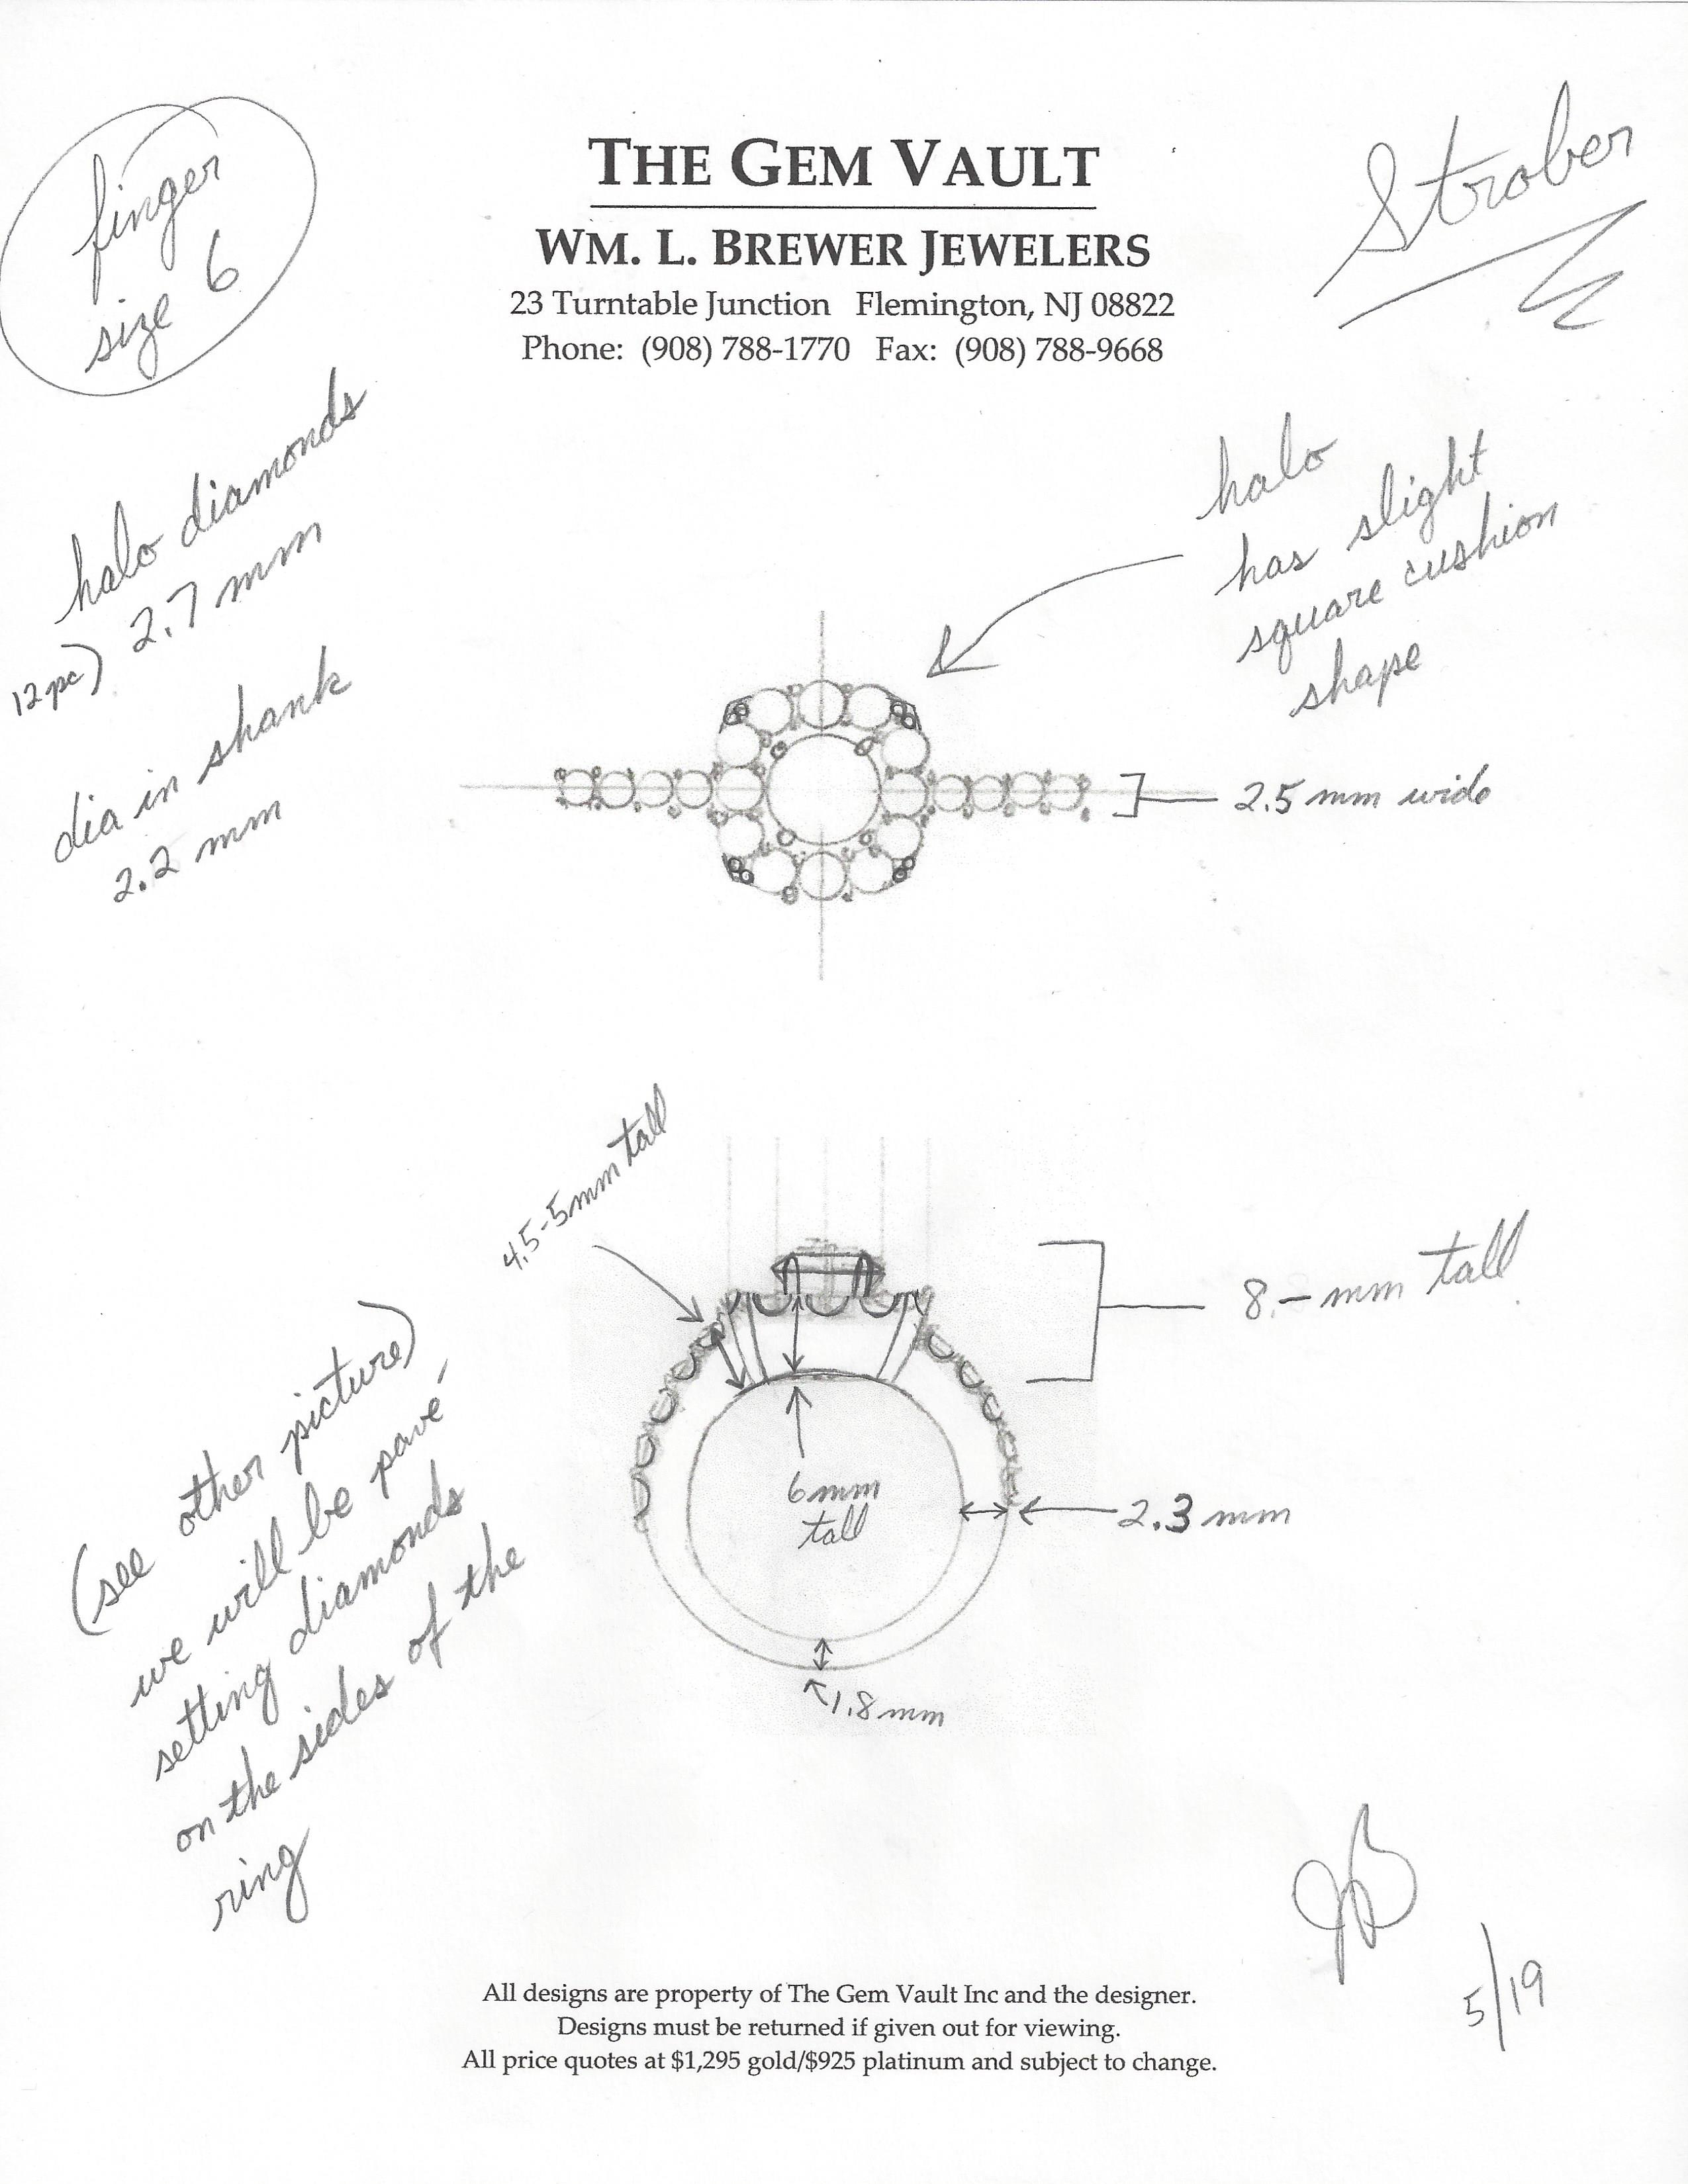 finger
size 6
THE GEM VAULT
WM. L. BREWER JEWELERS
23 Turntable Junction Flemington, NJ 08822
Phone: (908) 788-1770 Fax: (908) 788-9668
Strober
halo diamonds
12 pc) 2.7 mm
dia in shank
2.2 mm
halo
has slight
square cushion
shape
2.5 mm wide
4.5-5mm tall
8.- mm tall
6mm
tall
2.3 mm
1.8 mm
(see other picture)
we will be pavé
setting diamonds
on the sides of the
ring
JB
5/19
All designs are property of The Gem Vault Inc and the designer.
Designs must be returned if given out for viewing.
All price quotes at $1,295 gold/$925 platinum and subject to change.